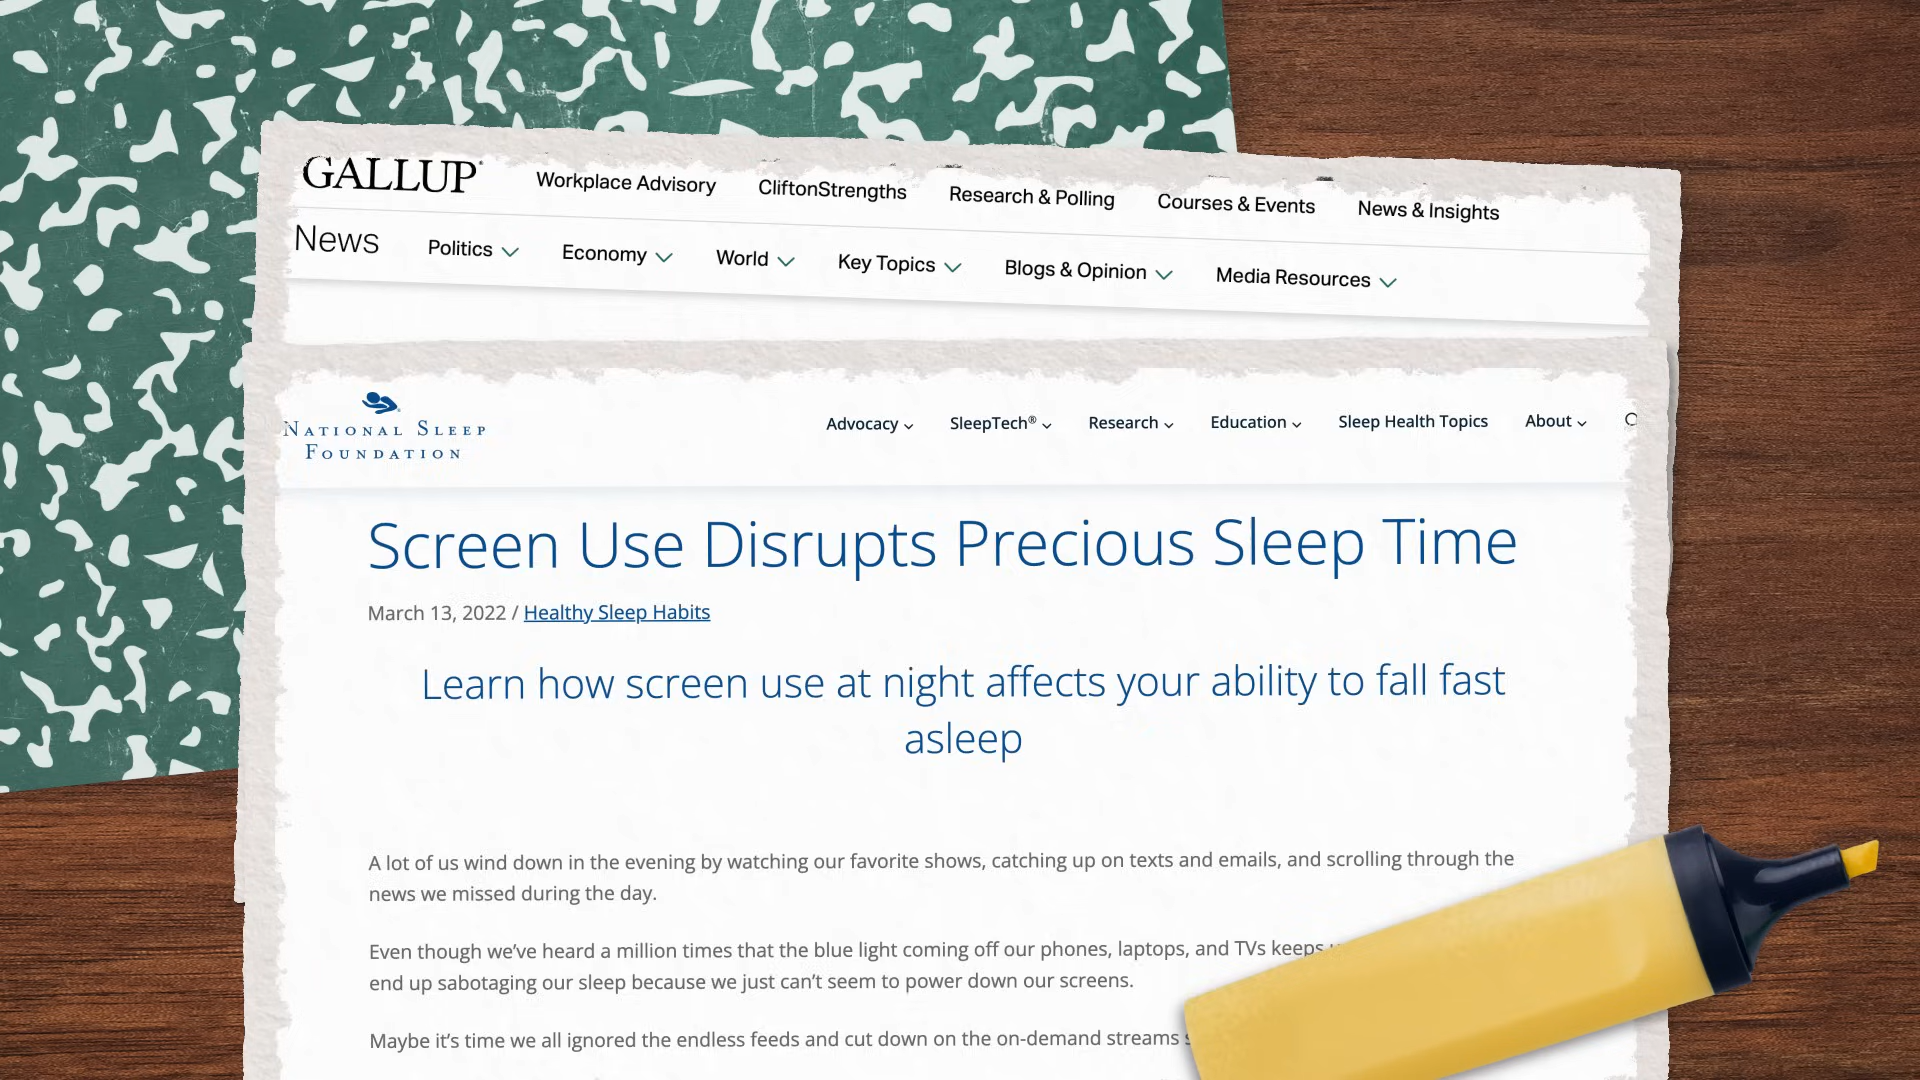 GALLUP
Workplace Advisory CliftonStrengths Research & Polling Courses & Events News & Insights
News Politics Economy World Key Topics Blogs & Opinion Media Resources
NATIONAL SLEEP
FOUNDATION
Advocacy SleepTech® Research Education Sleep Health Topics About
Screen Use Disrupts Precious Sleep Time
March 13, 2022 / Healthy Sleep Habits
Learn how screen use at night affects your ability to fall fast
asleep
A lot of us wind down in the evening by watching our favorite shows, catching up on texts and emails, and scrolling through the
news we missed during the day.
Even though we’ve heard a million times that the blue light coming off our phones, laptops, and TVs keeps
end up sabotaging our sleep because we just can’t seem to power down our screens.
Maybe it’s time we all ignored the endless feeds and cut down on the on-demand streams